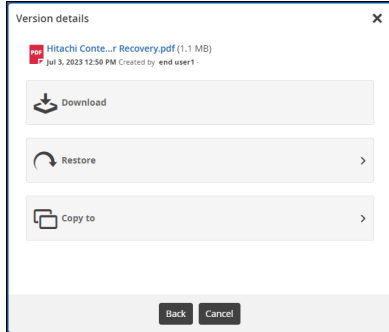 Version details
PDF
Hitachi Conte...r Recovery.pdf (1.1 MB)
Jul 3, 2023 12:50 PM Created by end user1 ·
Download
Restore
Copy to
Back Cancel